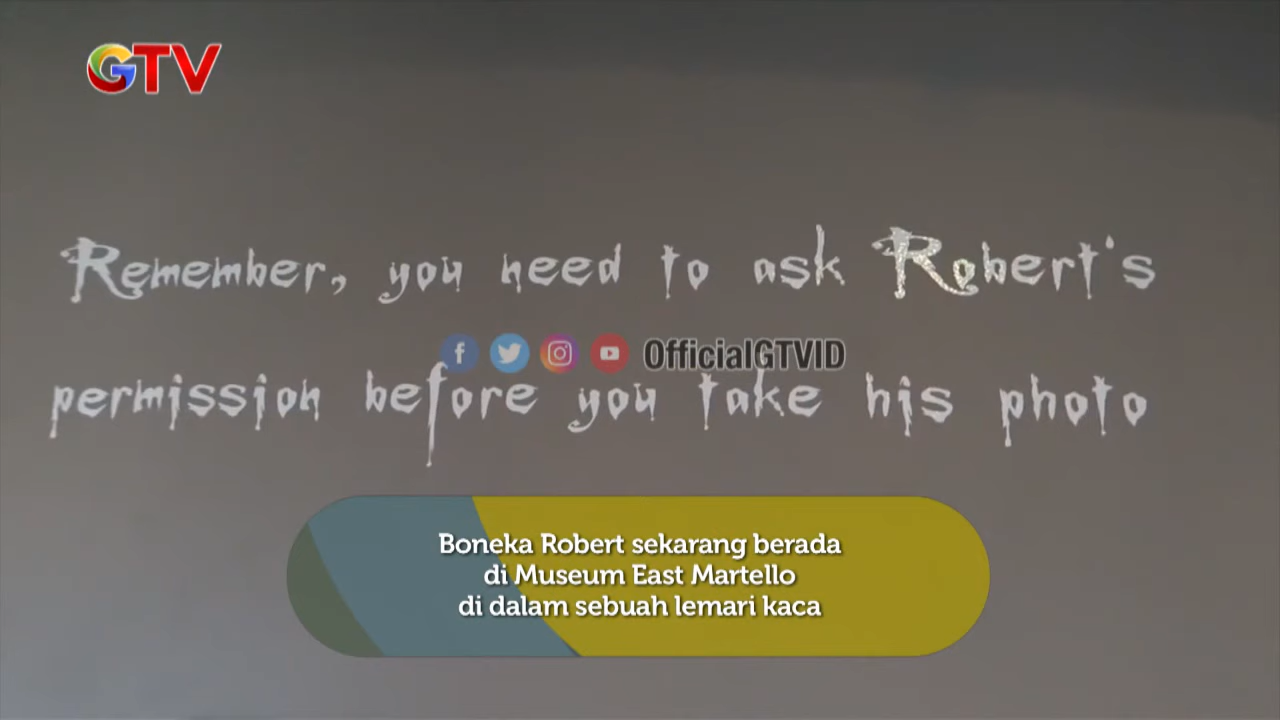 GTV
Remember, you need to ask Robert's
OfficialGTVID
permission before you take his photo
Boneka Robert sekarang berada
di Museum East Martello
di dalam sebuah lemari kaca